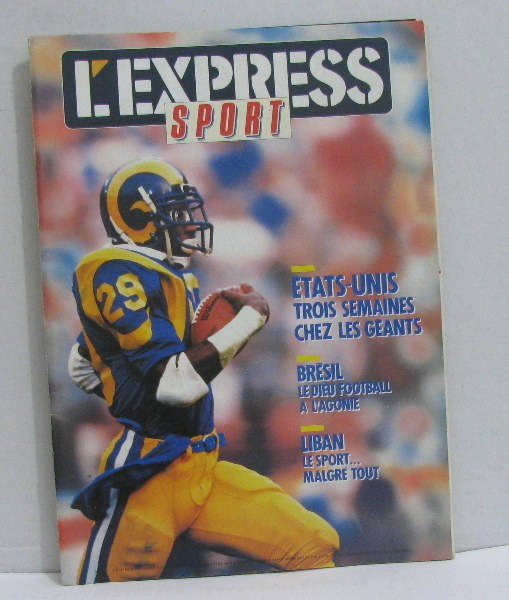 L'EXPRESS
SPORT
29
ETATS-UNIS
TROIS SEMAINES
CHEZ LES GEANTS
BRESIL
LE DIEU FOOTBALL
A L'AGONIE
LIBAN
LE SPORT...
MALGRE TOUT